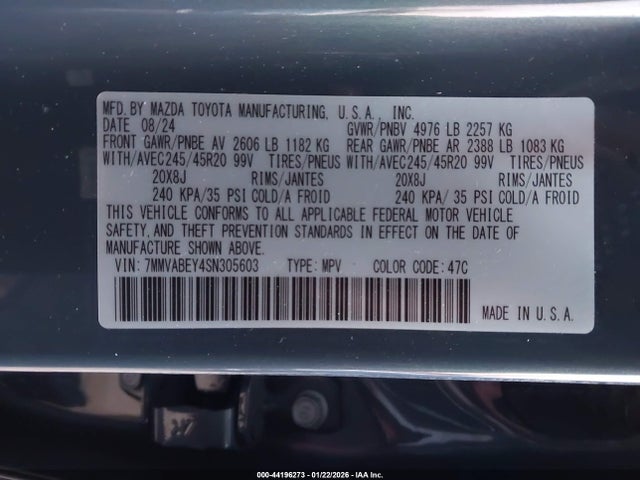 MFD. BY MAZDA TOYOTA MANUFACTURING, U.S.A. INC.
DATE 08/24 GVWR/PNBV 4976 LB 2257 KG
FRONT GAWR/PNBE AV 2606 LB 1182 KG REAR GAWR/PNBE AR 2388 LB 1083 KG
WITH/AVEC245/45R20 99V TIRES/PNEUS WITH/AVEC245/45R20 99V TIRES/PNEUS
20X8J RIMS/JANTES 20X8J RIMS/JANTES
240 KPA/35 PSI COLD/A FROID 240 KPA/ 35 PSI COLD/A FROID
THIS VEHICLE CONFORMS TO ALL APPLICABLE FEDERAL MOTOR VEHICLE
SAFETY, AND THEFT PREVENTION STANDARDS IN EFFECT ON THE DATE OF
MANUFACTURE SHOWN ABOVE.
VIN: 7MMVABEY4SN305603 TYPE: MPV COLOR CODE: 47C
MADE IN U.S.A.
000-44196273 - 01/22/2026 - IAA Inc.